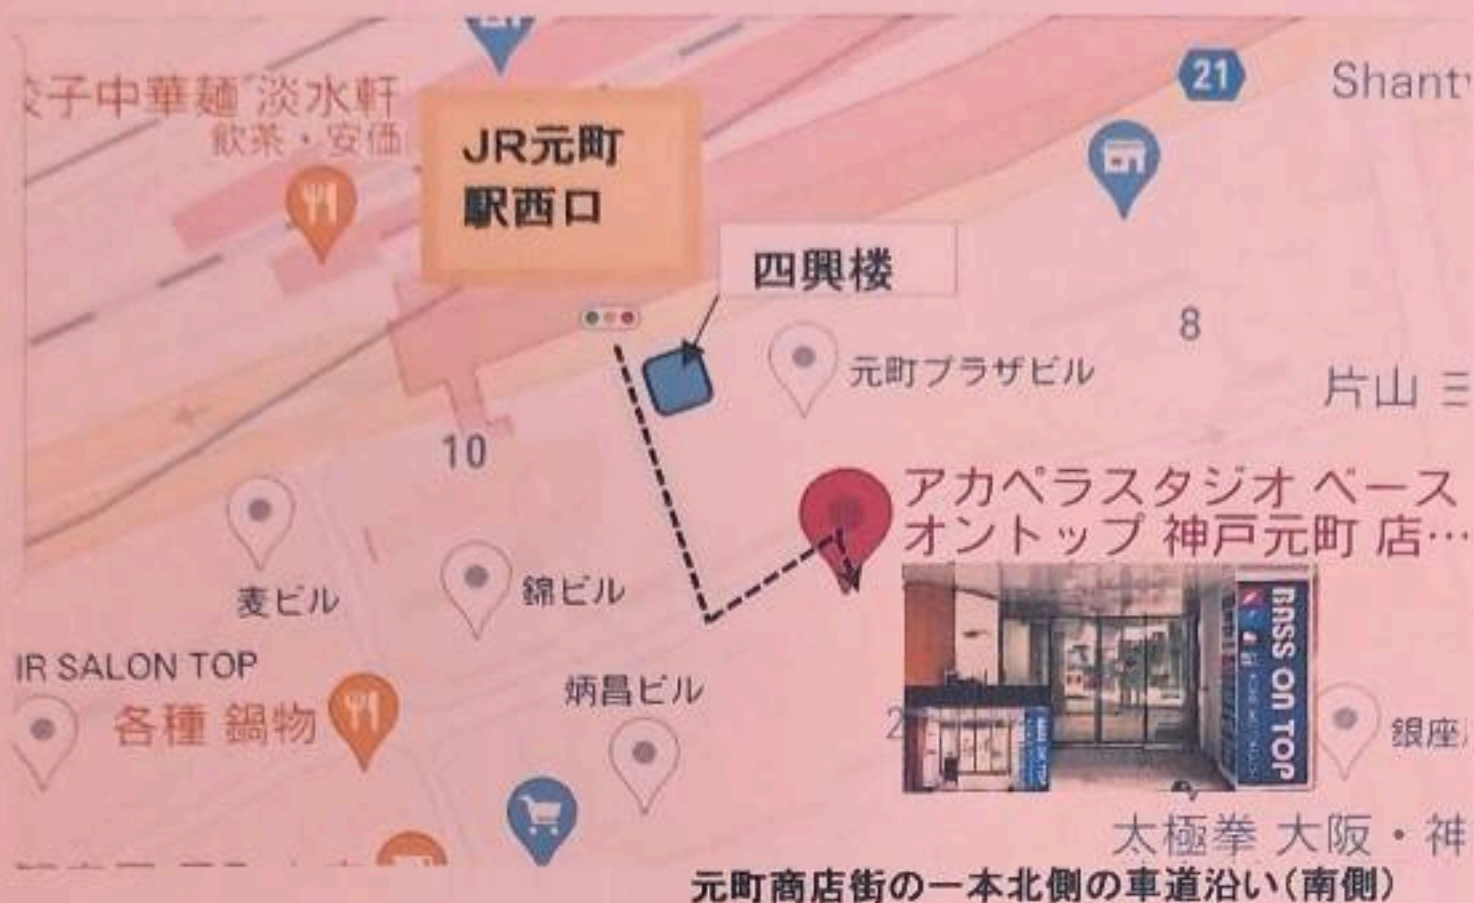 21
Shanty
餃子中華麺 淡水軒
飲茶・安価
JR元町
駅西口
四興楼
8
元町プラザビル
片山
10
アカペラスタジオ ベース
オントップ 神戸元町 店…
麦ビル
錦ビル
BASS ON TOP
IR SALON TOP
各種 鍋物
炳昌ビル
銀座
太極拳 大阪・神
元町商店街の一本北側の車道沿い(南側)